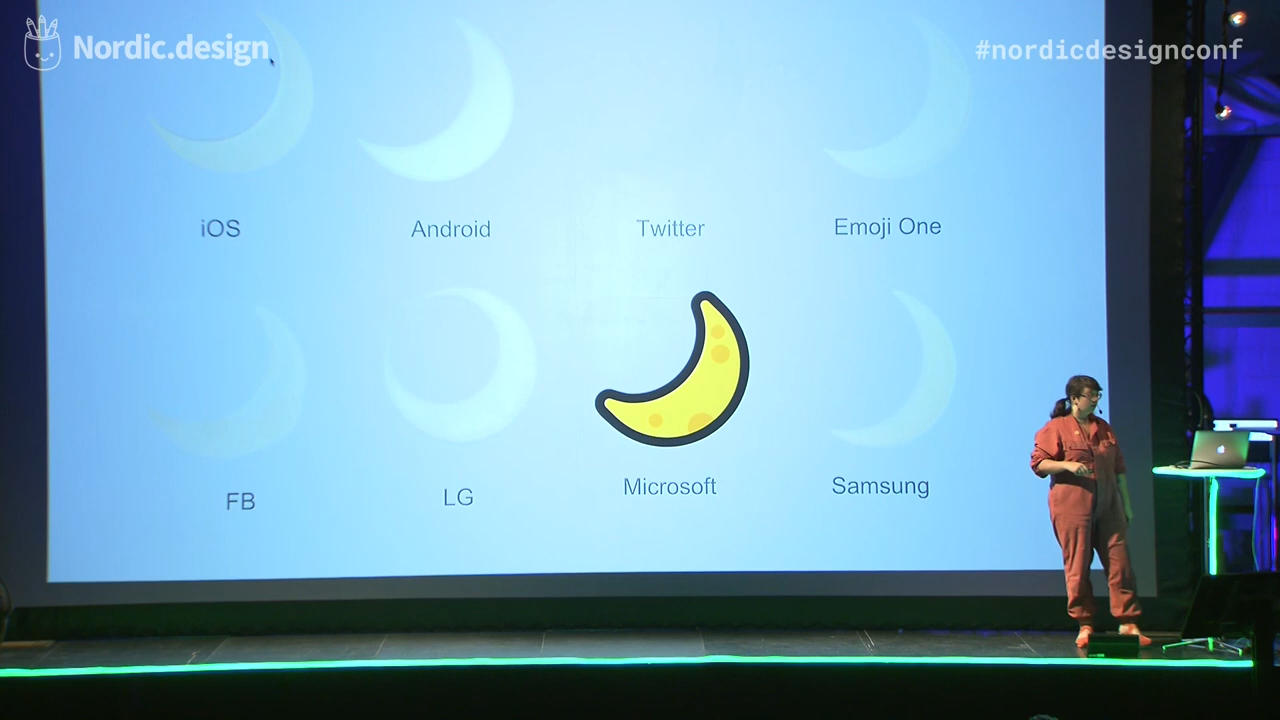 Nordic.design
#nordicdesignconf
iOS
Android
Twitter
Emoji One
FB
LG
Microsoft
Samsung